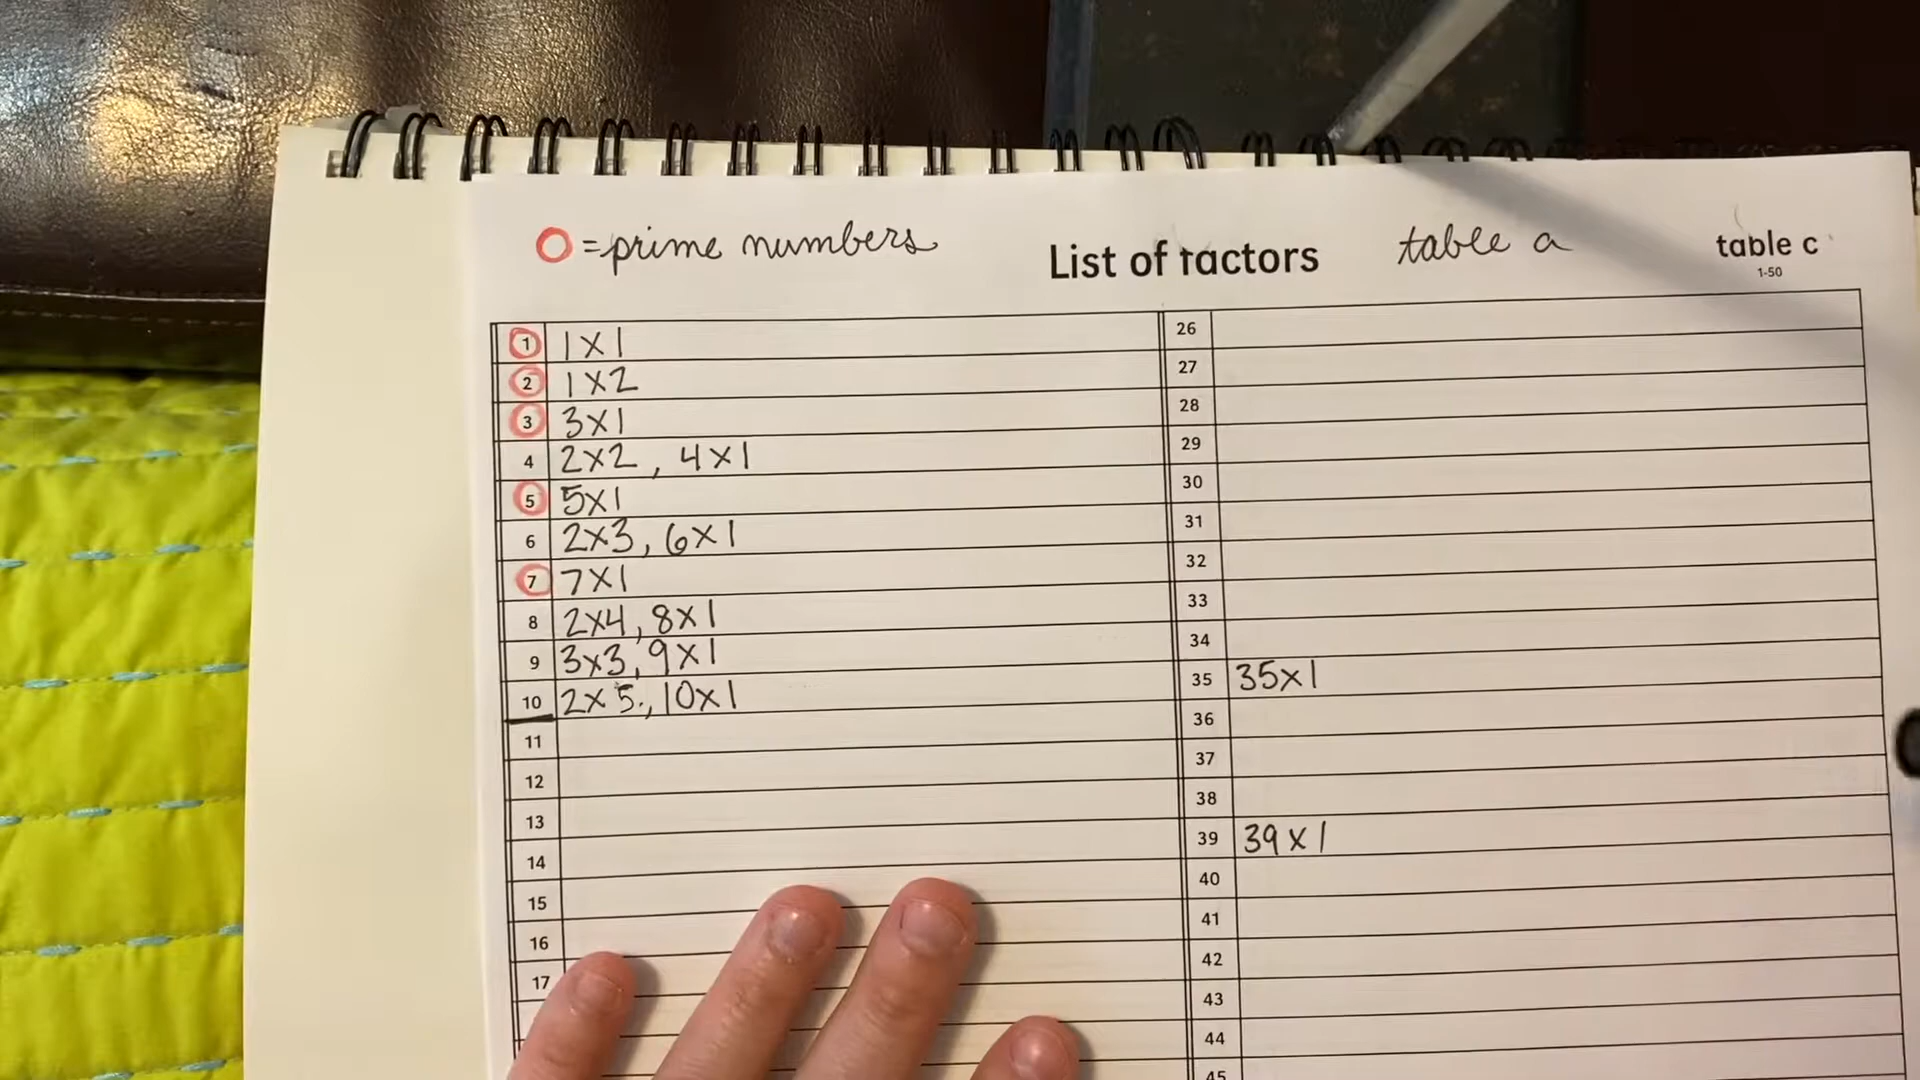 ○ = prime numbers
List of factors
table a
table c
1-50
1 1x1
2 1x2
3 3x1
4 2x2, 4x1
5 5x1
6 2x3, 6x1
7 7x1
8 2x4, 8x1
9 3x3, 9x1
10 2x5, 10x1
11
12
13
14
15
16
17
26
27
28
29
30
31
32
33
34
35 35x1
36
37
38
39 39x1
40
41
42
43
44
45